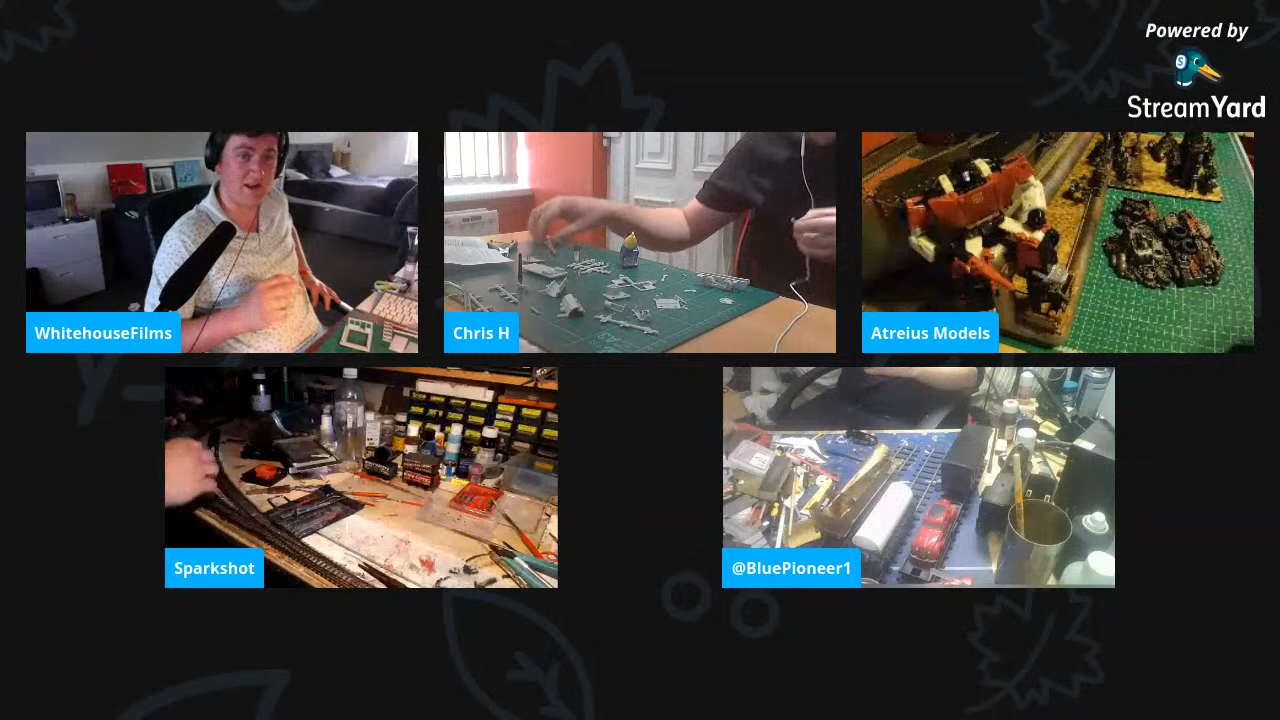 Powered by
StreamYard
WhitehouseFilms
Chris H
Atreius Models
Sparkshot
@BluePioneer1